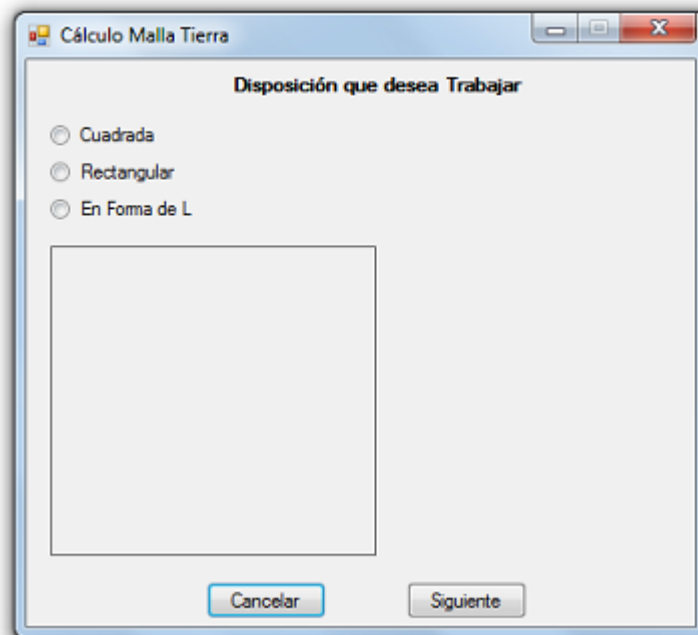 Cálculo Malla Tierra
Disposición que desea Trabajar
Cuadrada
Rectangular
En Forma de L
Cancelar
Siguiente